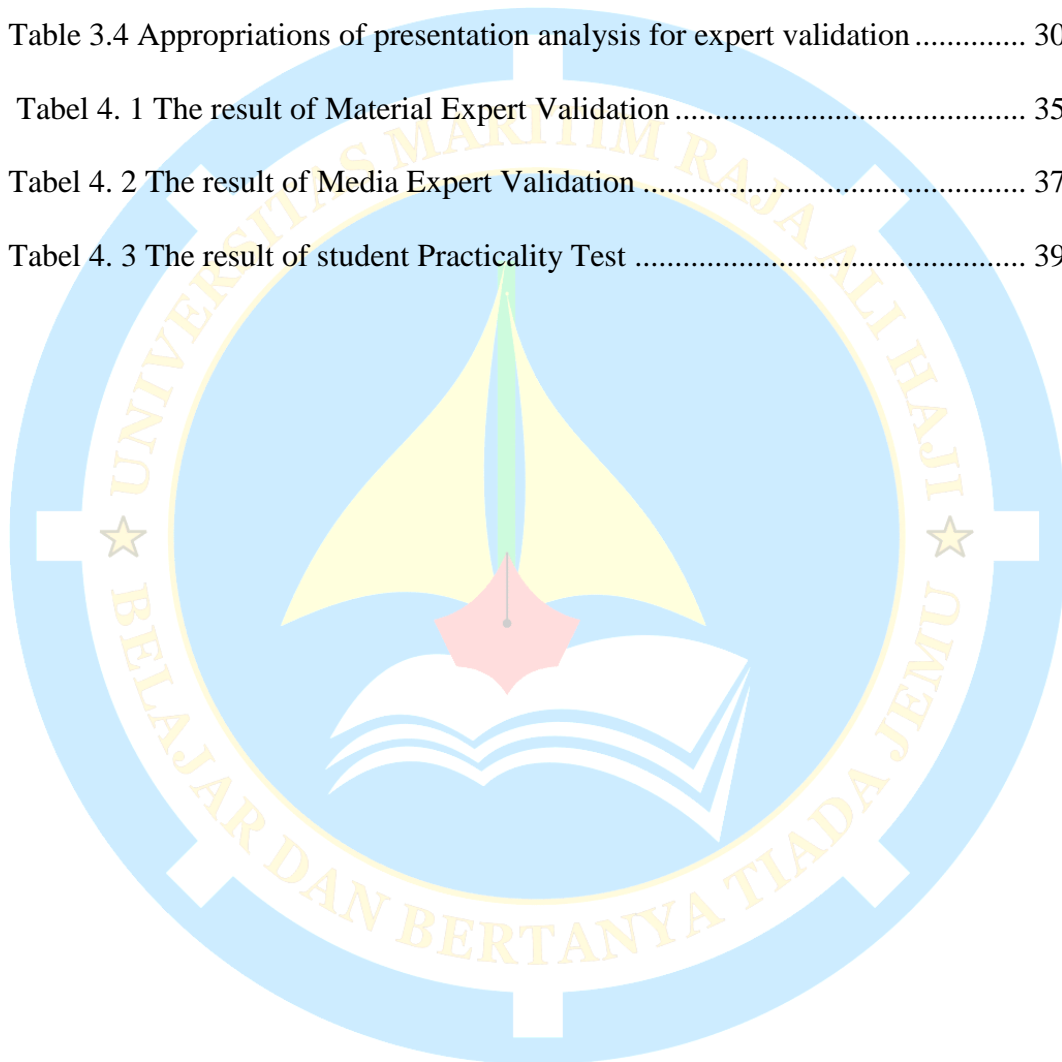 Table 3.4 Appropriations of presentation analysis for expert validation .............. 30
Tabel 4. 1 The result of Material Expert Validation ....................................... 35
Tabel 4. 2 The result of Media Expert Validation ........................................... 37
Tabel 4. 3 The result of student Practicality Test ............................................ 39
UNIVERSITAS MARITIM RAJA ALI HAJI
BELAJAR DAN BERTANYA TIADA JEMU